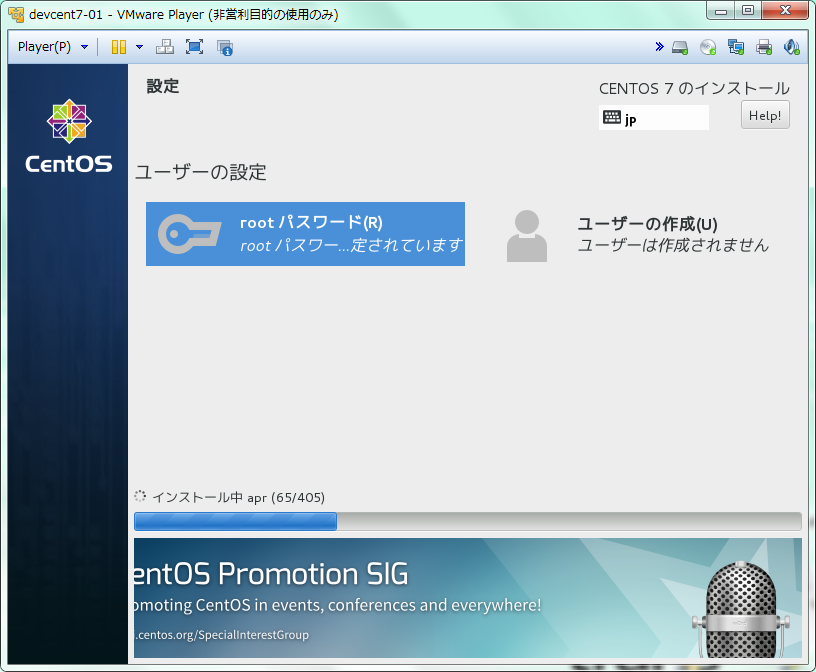 devcent7-01 - VMware Player (非営利目的の使用のみ)
Player(P)
CentOS
設定
CENTOS 7 のインストール
jp
Help!
ユーザーの設定
root パスワード(R)
root パスワー...定されています
ユーザーの作成(U)
ユーザーは作成されません
インストール中 apr (65/405)
entOS Promotion SIG
omoting CentOS in events, conferences and everywhere!
.centos.org/SpecialInterestGroup